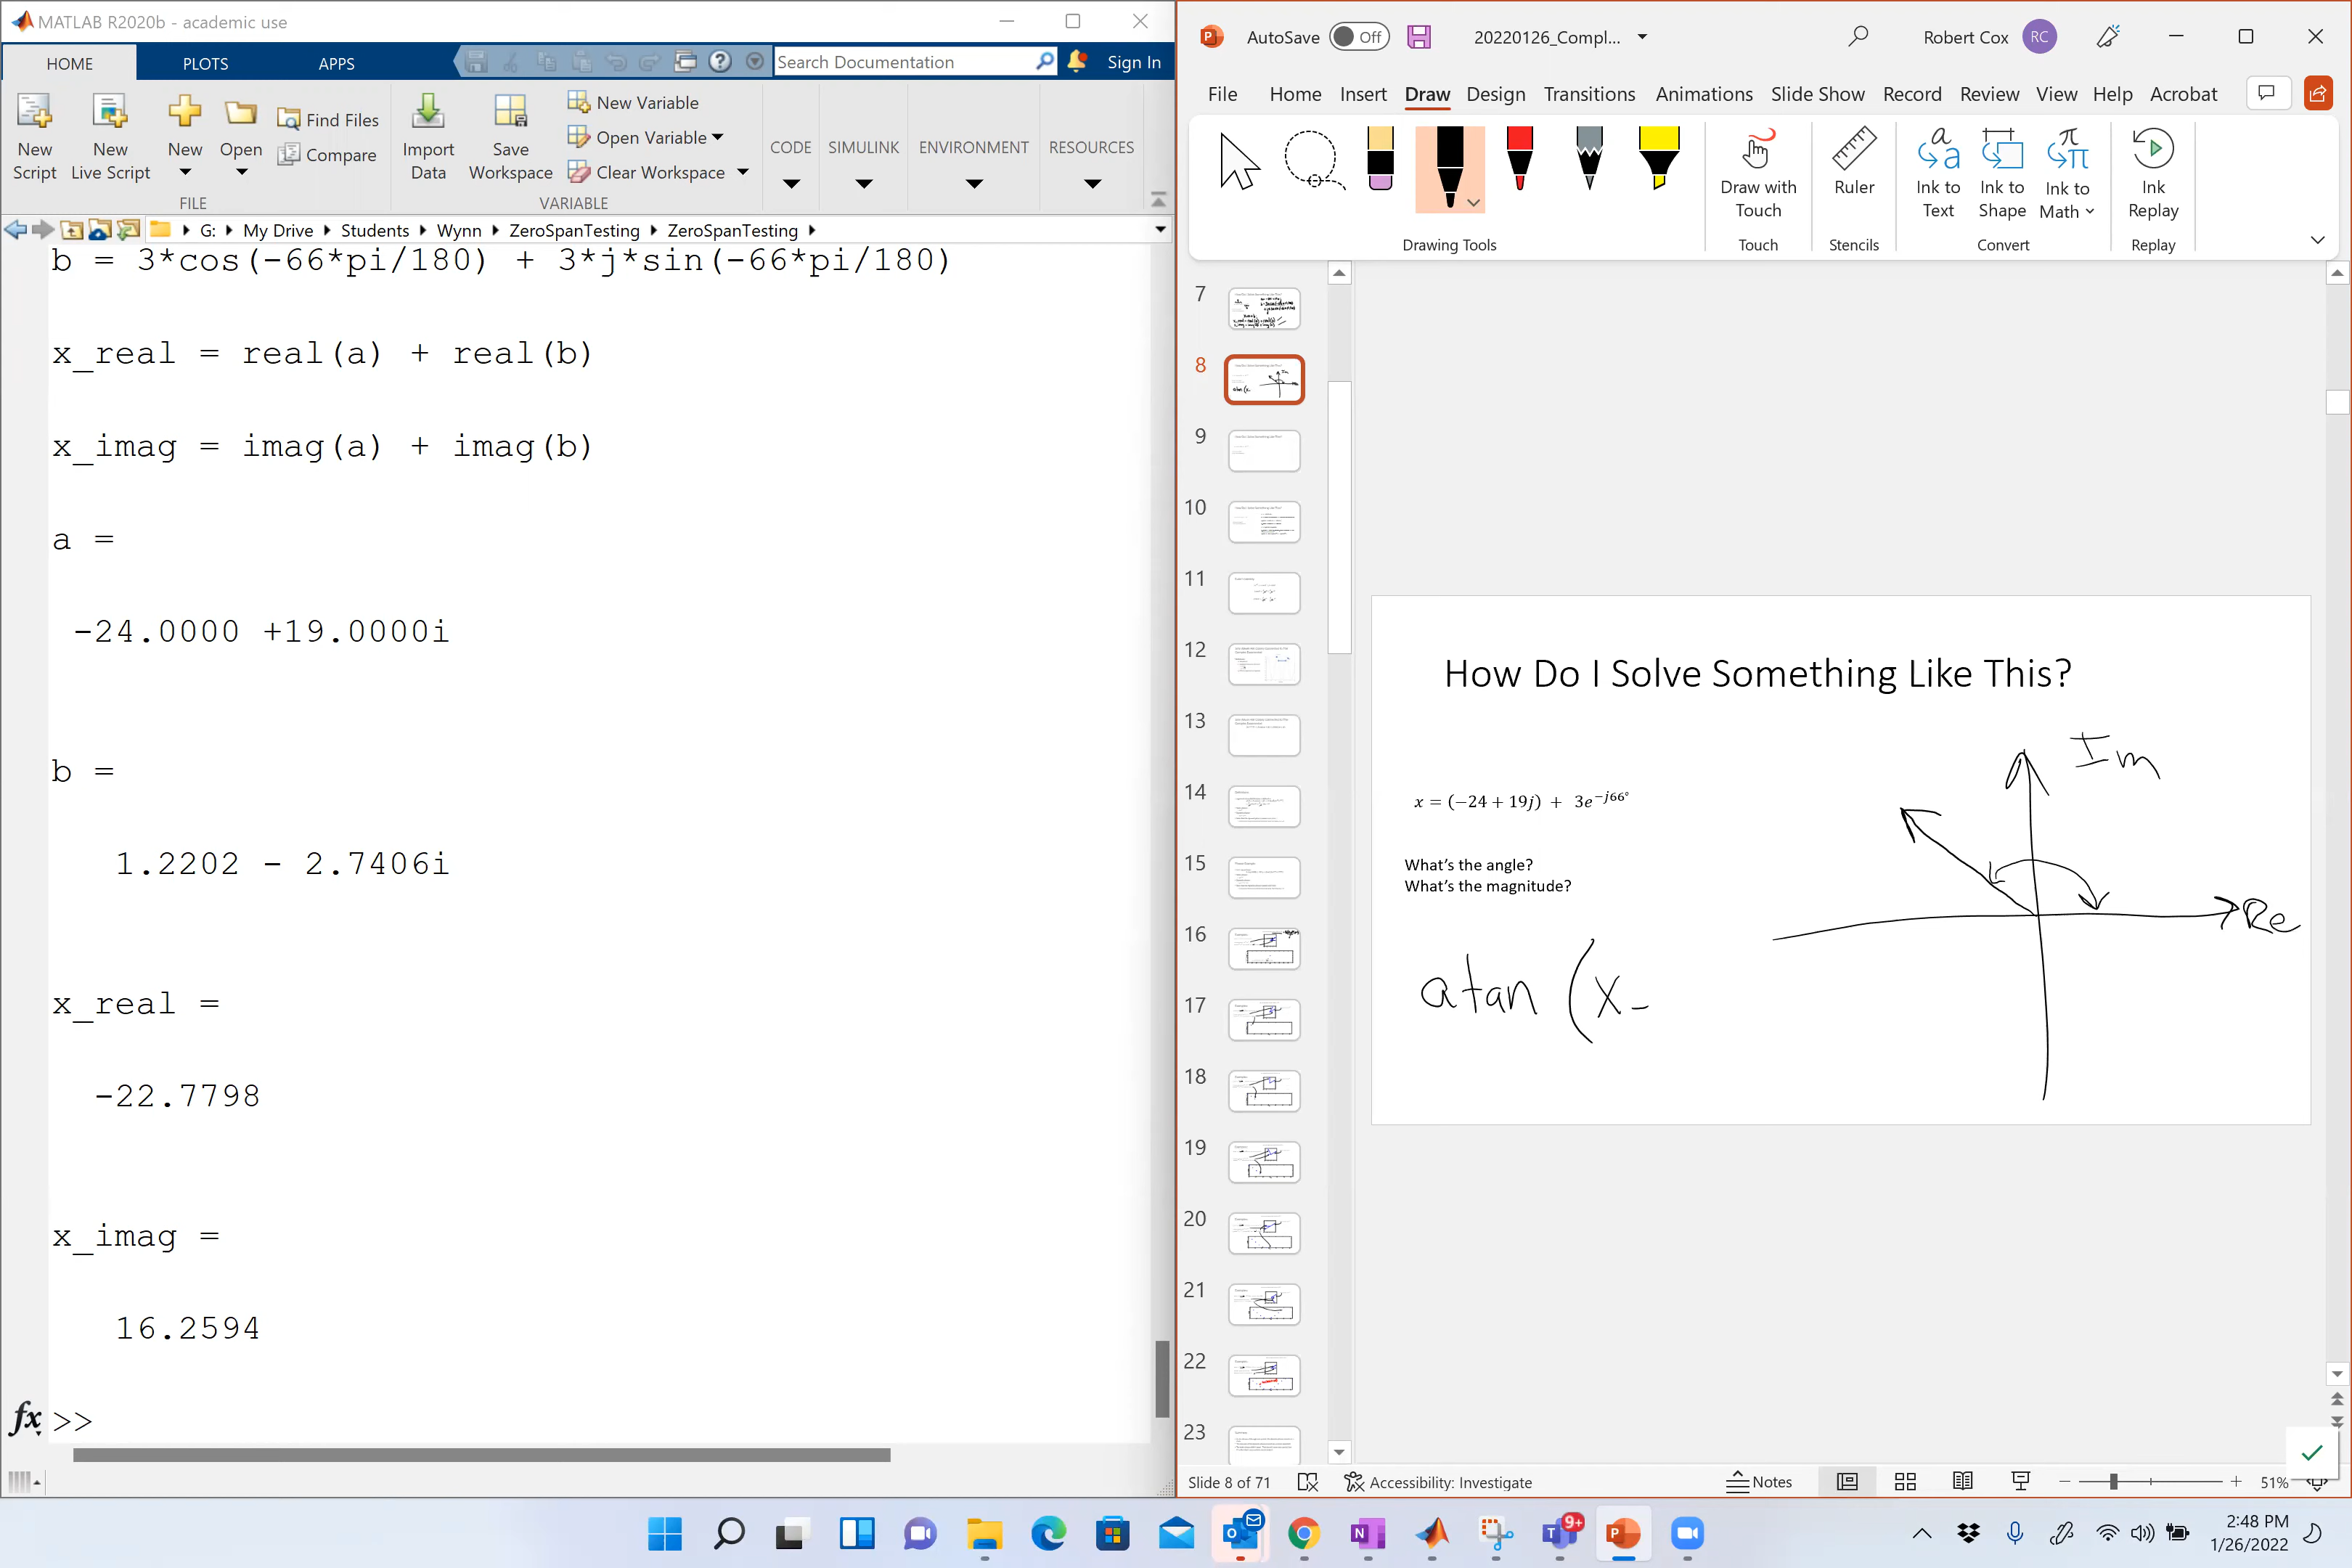 MATLAB R2020b - academic use
HOME PLOTS APPS
Search Documentation
Sign In
New Script
New Live Script
New
Open
Find Files
Compare
Import Data
Save Workspace
New Variable
Open Variable
Clear Workspace
CODE
SIMULINK
ENVIRONMENT
RESOURCES
FILE
VARIABLE
G: My Drive Students Wynn ZeroSpanTesting ZeroSpanTesting
b = 3*cos(-66*pi/180) + 3*j*sin(-66*pi/180)
x_real = real(a) + real(b)
x_imag = imag(a) + imag(b)
a =
-24.0000 +19.0000i
b =
1.2202 - 2.7406i
x_real =
-22.7798
x_imag =
16.2594
fx >>
AutoSave Off
20220126_Compl...
Robert Cox RC
File Home Insert Draw Design Transitions Animations Slide Show Record Review View Help Acrobat
Draw with Touch
Ruler
Ink to Text
Ink to Shape
Ink to Math
Ink Replay
Drawing Tools
Touch
Stencils
Convert
Replay
7
8
9
10
11
12
13
14
15
16
17
18
19
20
21
22
23
How Do I Solve Something Like This?
x = (−24 + 19j) + 3e^−j66°
What's the angle?
What's the magnitude?
Im
Re
atan (x-
Slide 8 of 71
Accessibility: Investigate
Notes
51%
9+
2:48 PM
1/26/2022